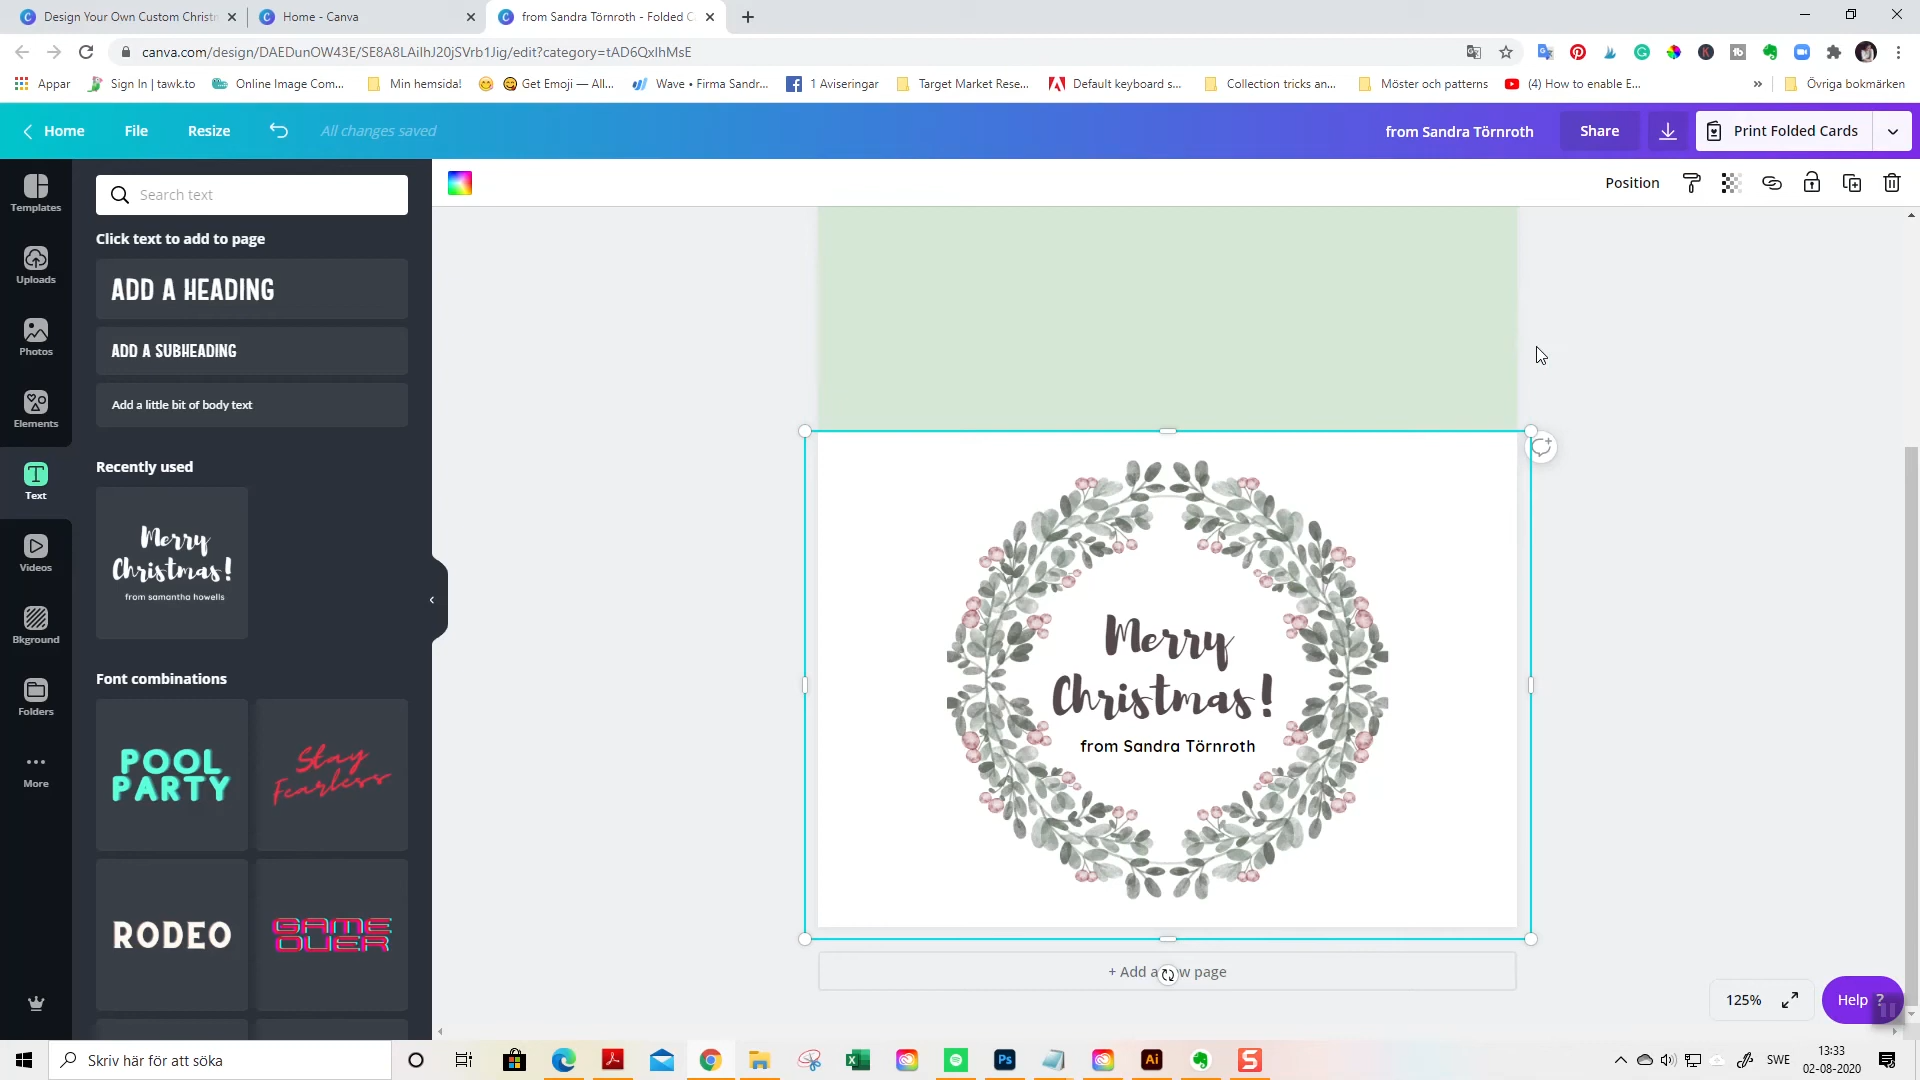 Design Your Own Custom Christm
Home - Canva
from Sandra Törnroth - Folded C
canva.com/design/DAEDunOW43E/SE8A8LAiIhJ20jSVrb1Jig/edit?category=tAD6QxIhMsE
Appar
Sign In | tawk.to
Online Image Com...
Min hemsida!
Get Emoji — All...
Wave • Firma Sandr...
1 Aviseringar
Target Market Rese...
Default keyboard s...
Collection tricks an...
Möster och patterns
(4) How to enable E...
»
Övriga bokmärken
Home
File
Resize
All changes saved
from Sandra Törnroth
Share
Print Folded Cards
Templates
Uploads
Photos
Elements
Text
Videos
Bkground
Folders
More
Search text
Click text to add to page
ADD A HEADING
ADD A SUBHEADING
Add a little bit of body text
Recently used
Merry
Christmas!
from samantha howells
Font combinations
POOL
PARTY
Stay
Fearless
RODEO
GAME
OVER
Position
Merry
Christmas!
from Sandra Törnroth
+ Add a new page
125%
Help ?
Skriv här för att söka
SWE
13:33
02-08-2020